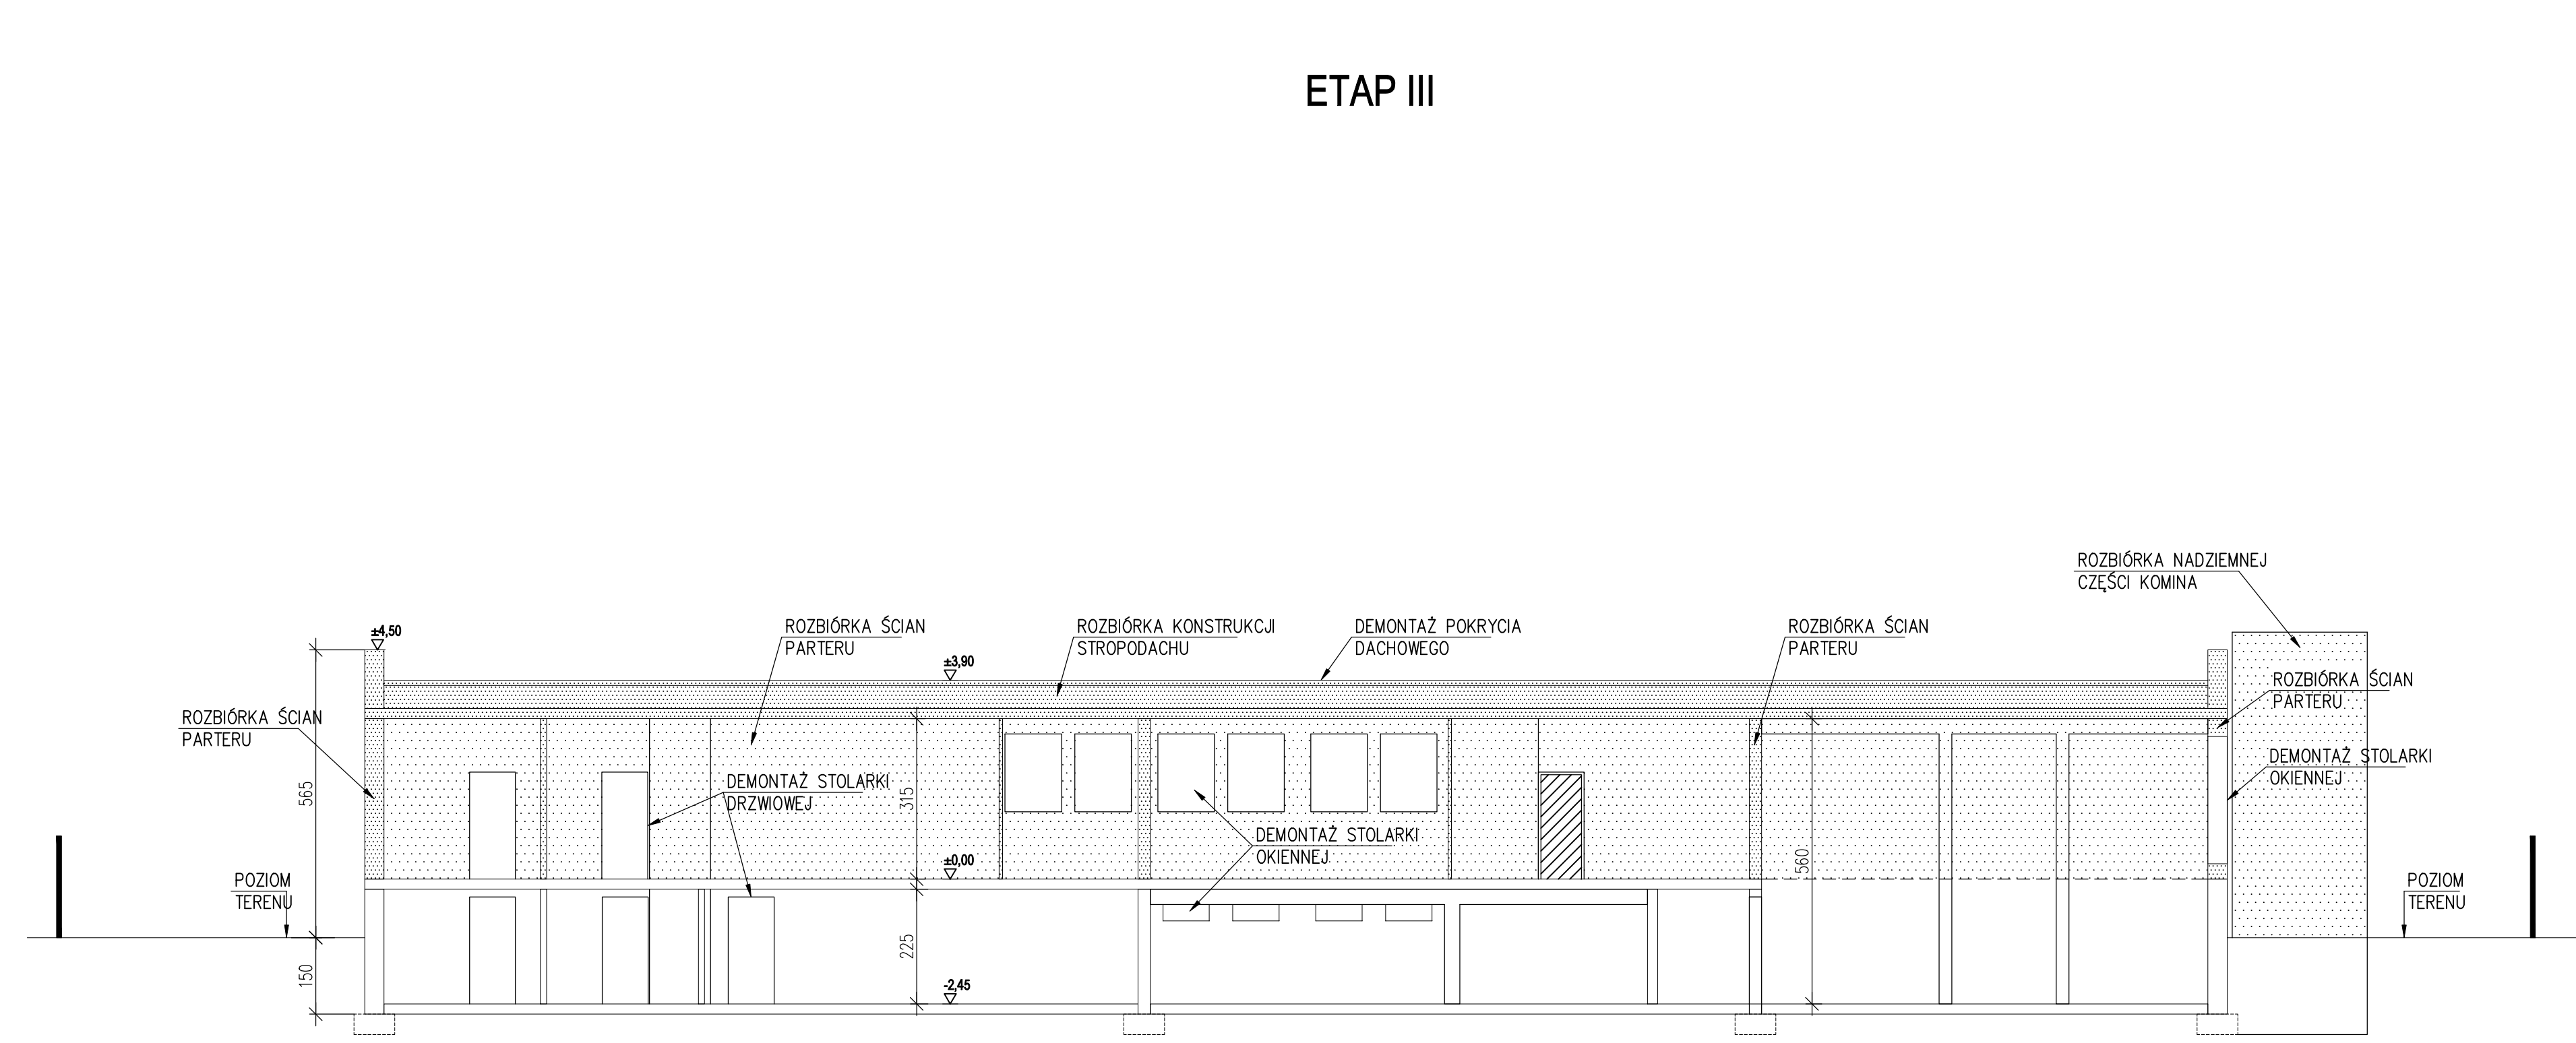 ETAP III
ROZBIÓRKA NADZIEMNEJ
CZĘŚCI KOMINA
±4,50
ROZBIÓRKA ŚCIAN
PARTERU
±3,90
ROZBIÓRKA KONSTRUKCJI
STROPODACHU
DEMONTAŻ POKRYCIA
DACHOWEGO
ROZBIÓRKA ŚCIAN
PARTERU
ROZBIÓRKA ŚCIAN
PARTERU
ROZBIÓRKA ŚCIAN
PARTERU
DEMONTAŻ STOLARKI
OKIENNEJ
565
DEMONTAŻ STOLARKI
DRZWIOWEJ
315
DEMONTAŻ STOLARKI
OKIENNEJ
±0,00
560
POZIOM
TERENU
POZIOM
TERENU
150
225
-2,45